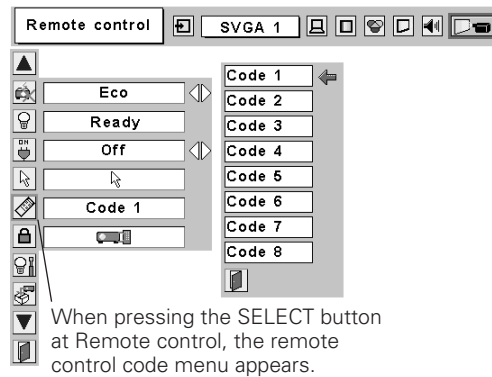 Remote control
SVGA 1
Eco
Ready
ON
Off
Code 1
Code 1
Code 2
Code 3
Code 4
Code 5
Code 6
Code 7
Code 8
When pressing the SELECT button
at Remote control, the remote
control code menu appears.